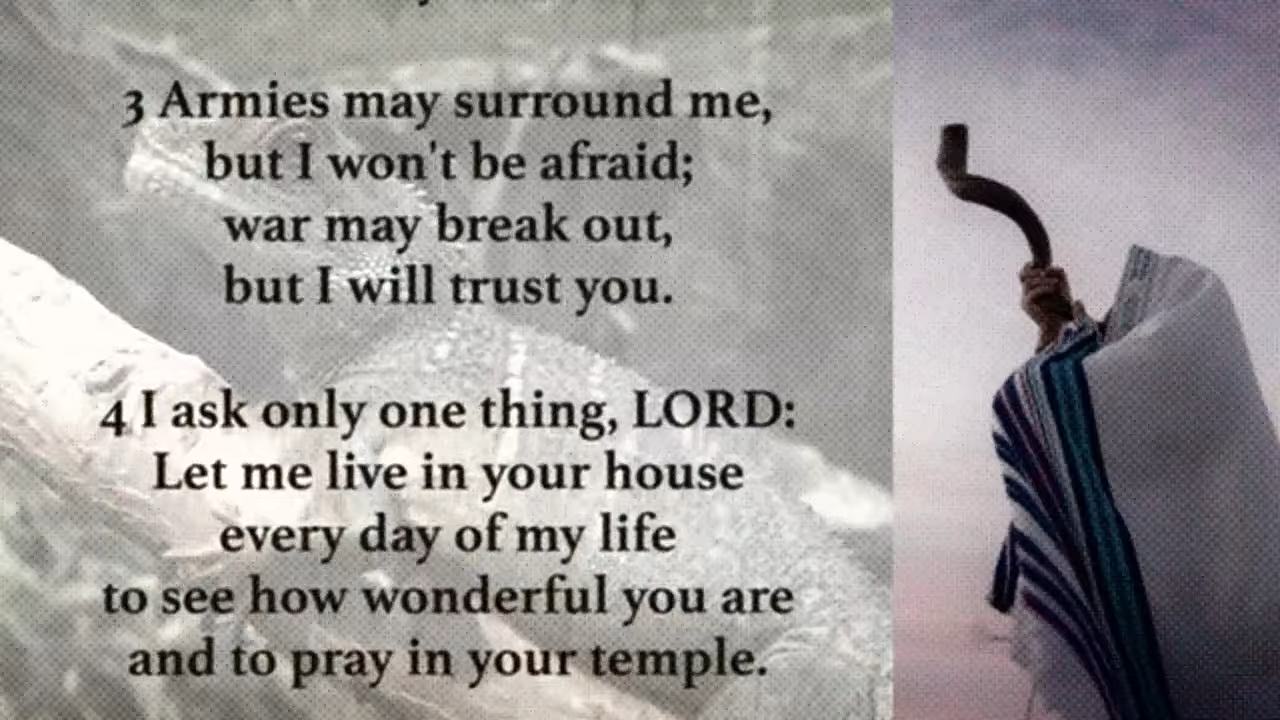 3 Armies may surround me,
but I won't be afraid;
war may break out,
but I will trust you.
4 I ask only one thing, LORD:
Let me live in your house
every day of my life
to see how wonderful you are
and to pray in your temple.